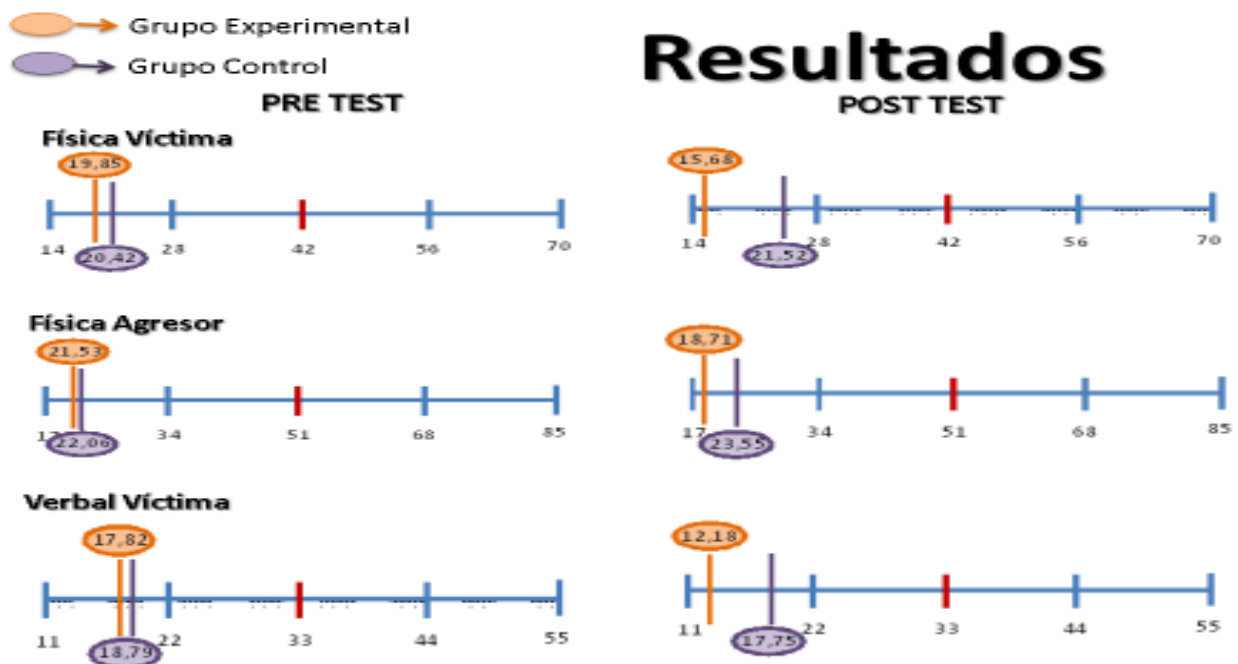 Grupo Experimental
Grupo Control
Resultados
PRE TEST
POST TEST
Física Víctima
19,85
20,42
14 28 42 56 70
15,68
21,52
14 28 42 56 70
Física Agresor
21,53
22,06
34 51 68 85
18,71
23,55
17 34 51 68 85
Verbal Víctima
17,82
18,79
11 22 33 44 55
12,18
17,75
11 22 33 44 55